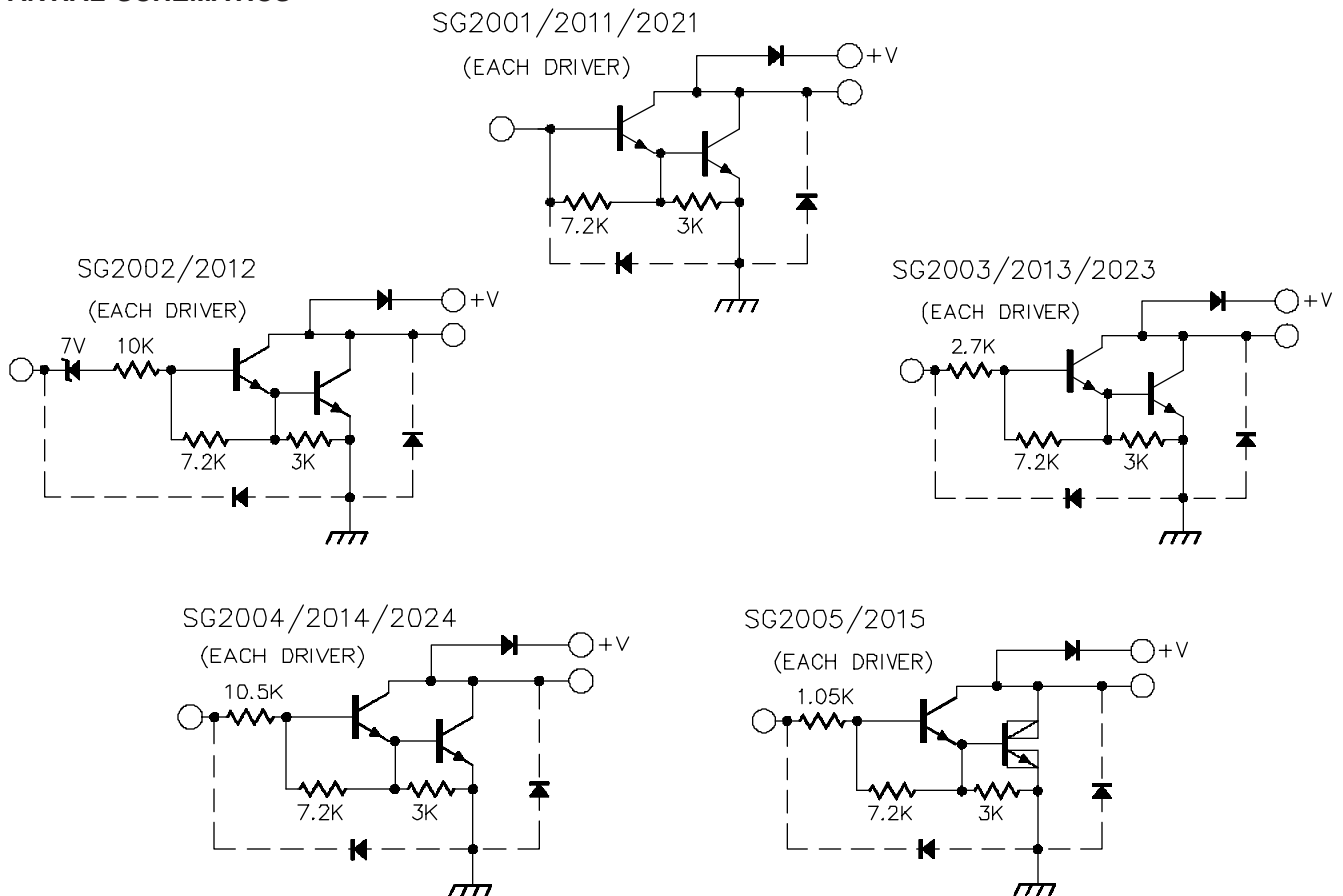 SG2001/2011/2021
(EACH DRIVER)
+V
7.2K
3K
SG2002/2012
(EACH DRIVER)
+V
7V
10K
7.2K
3K
SG2003/2013/2023
(EACH DRIVER)
+V
2.7K
7.2K
3K
SG2004/2014/2024
(EACH DRIVER)
+V
10.5K
7.2K
3K
SG2005/2015
(EACH DRIVER)
+V
1.05K
7.2K
3K